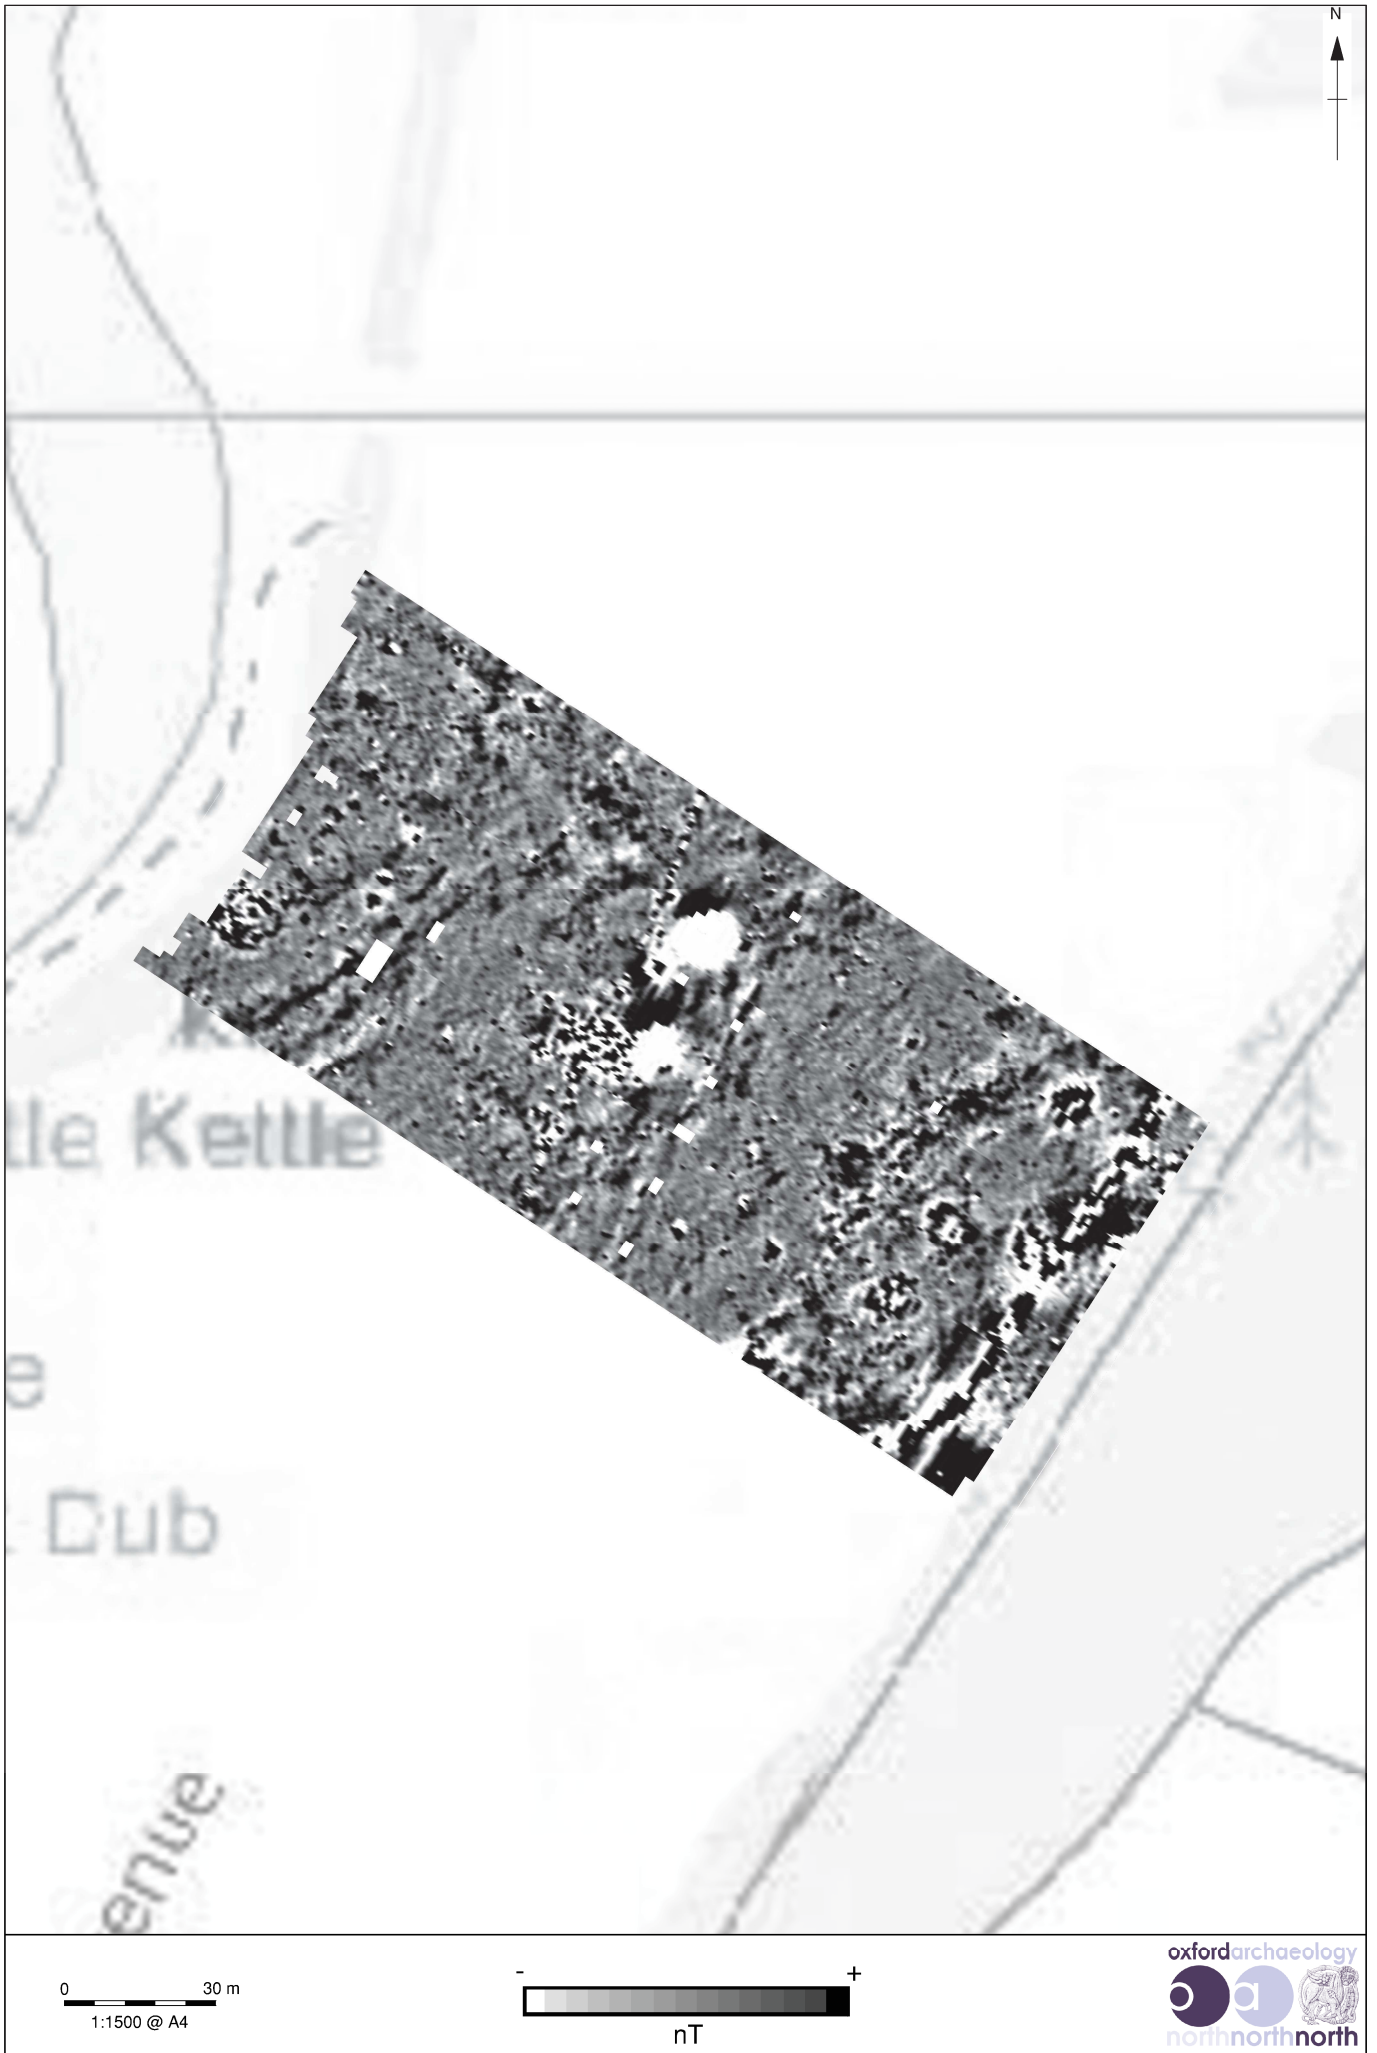 N
tle Kettle
e
Dub
enue
0 30 m
1:1500 @ A4
- +
nT
oxfordarchaeology
o a
northnorthnorth